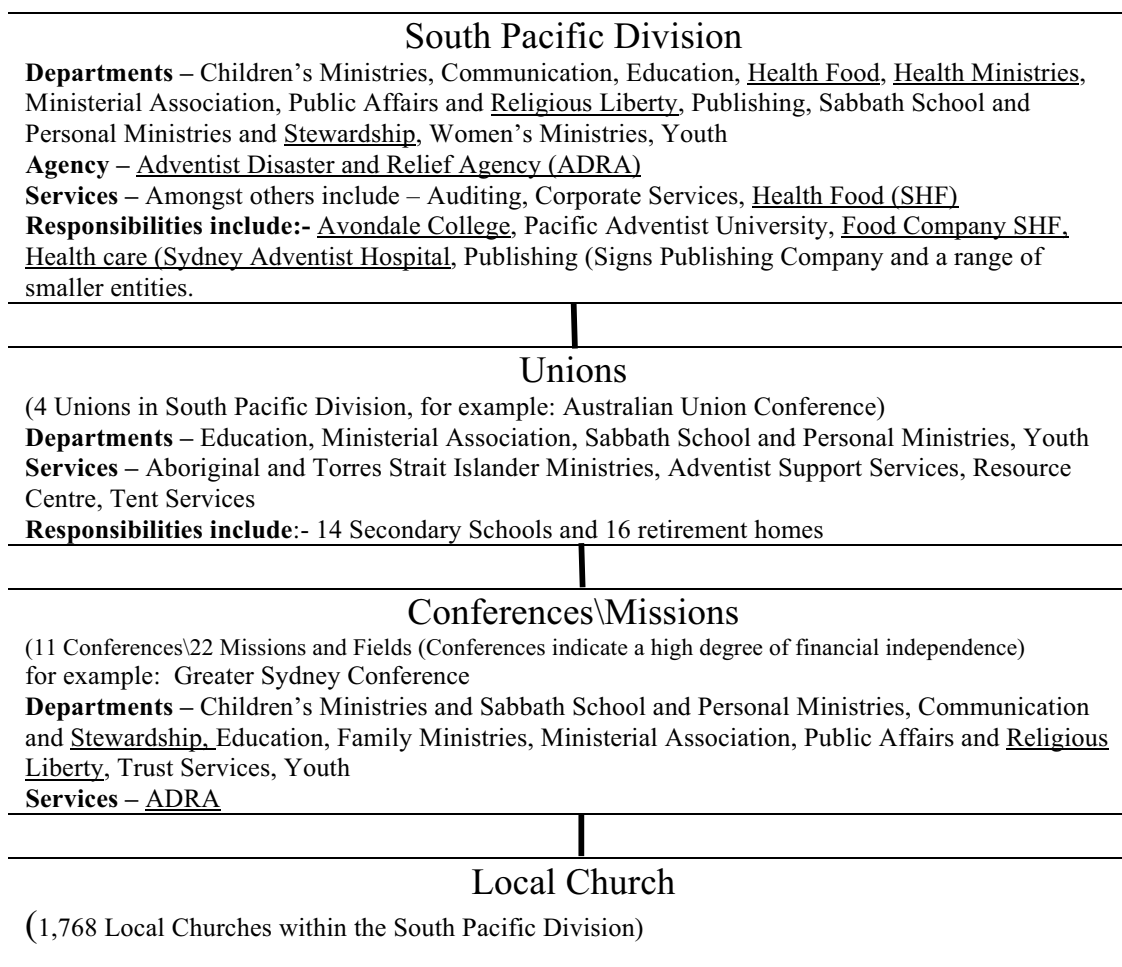 South Pacific Division
Departments – Children’s Ministries, Communication, Education, Health Food, Health Ministries,
Ministerial Association, Public Affairs and Religious Liberty, Publishing, Sabbath School and
Personal Ministries and Stewardship, Women’s Ministries, Youth
Agency – Adventist Disaster and Relief Agency (ADRA)
Services – Amongst others include – Auditing, Corporate Services, Health Food (SHF)
Responsibilities include:- Avondale College, Pacific Adventist University, Food Company SHF,
Health care (Sydney Adventist Hospital, Publishing (Signs Publishing Company and a range of
smaller entities.
Unions
(4 Unions in South Pacific Division, for example: Australian Union Conference)
Departments – Education, Ministerial Association, Sabbath School and Personal Ministries, Youth
Services – Aboriginal and Torres Strait Islander Ministries, Adventist Support Services, Resource
Centre, Tent Services
Responsibilities include:- 14 Secondary Schools and 16 retirement homes
Conferences\Missions
(11 Conferences\22 Missions and Fields (Conferences indicate a high degree of financial independence)
for example: Greater Sydney Conference
Departments – Children’s Ministries and Sabbath School and Personal Ministries, Communication
and Stewardship, Education, Family Ministries, Ministerial Association, Public Affairs and Religious
Liberty, Trust Services, Youth
Services – ADRA
Local Church
(1,768 Local Churches within the South Pacific Division)